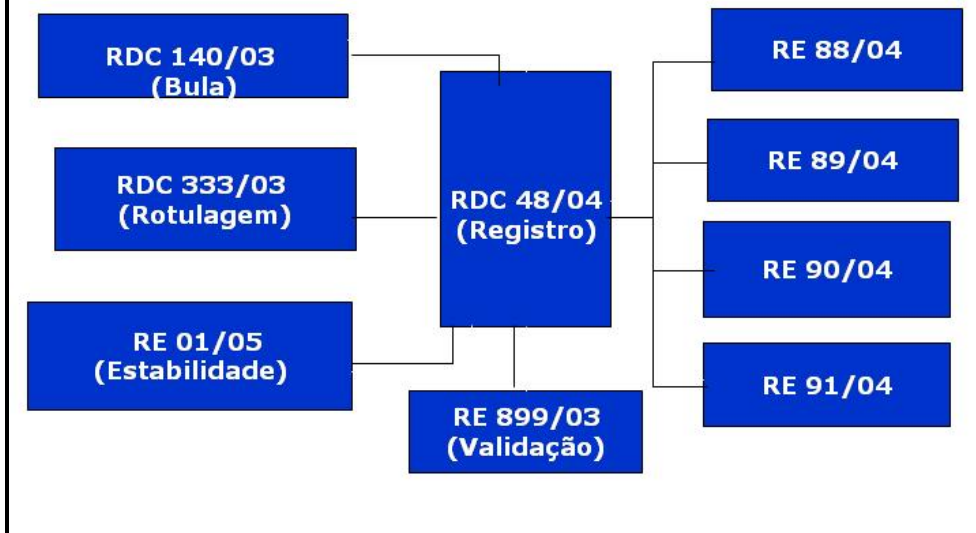 RDC 140/03
(Bula)
RDC 333/03
(Rotulagem)
RE 01/05
(Estabilidade)
RDC 48/04
(Registro)
RE 899/03
(Validação)
RE 88/04
RE 89/04
RE 90/04
RE 91/04